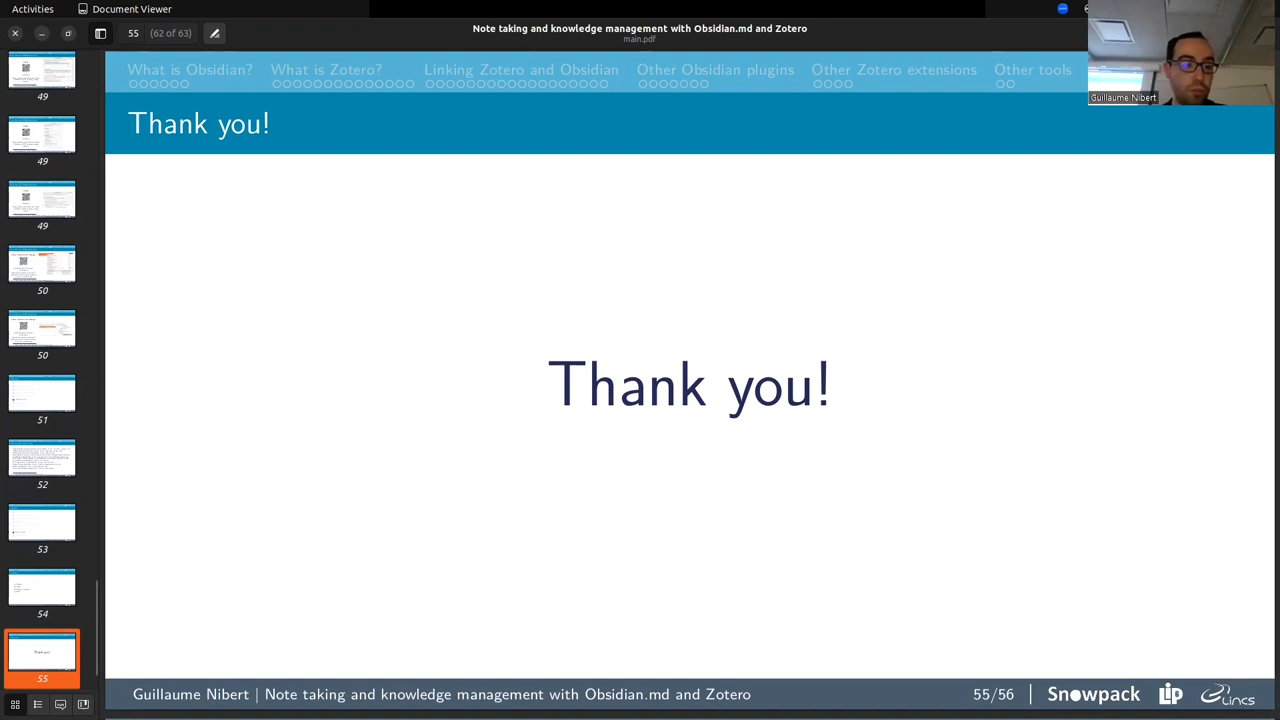 Activities
Document Viewer
55 (62 of 63)
Note taking and knowledge management with Obsidian.md and Zotero
main.pdf
Guillaume Nibert
What is Obsidian? What is Zotero? Linking Zotero and Obsidian Other Obsidian plugins Other Zotero extensions Other tools
Thank you!
Thank you!
49
49
49
50
50
51
52
53
54
Thank you!
55
Guillaume Nibert | Note taking and knowledge management with Obsidian.md and Zotero
55/56
Snowpack
LIP
LINCS